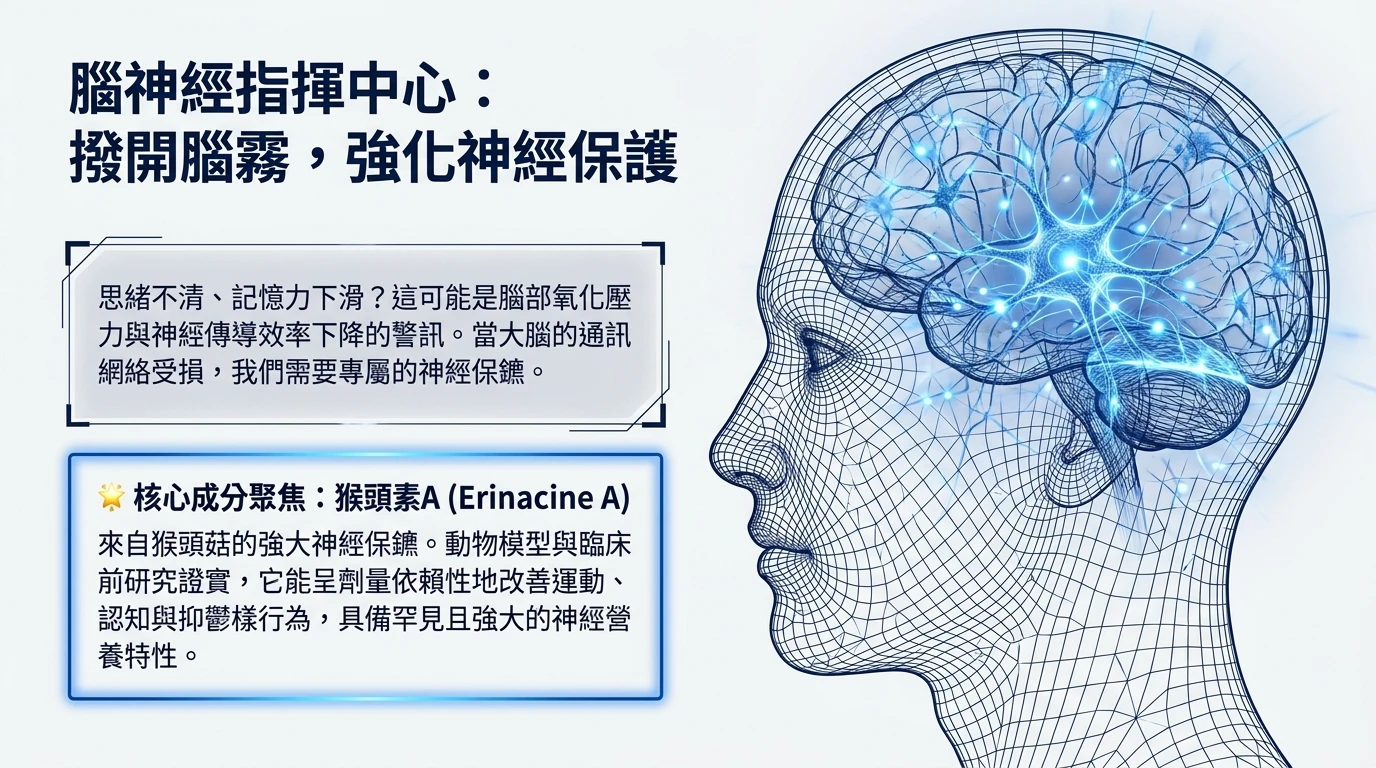 腦神經指揮中心：
撥開腦霧，強化神經保護
思緒不清、記憶力下滑？這可能是腦部氧化壓
力與神經傳導效率下降的警訊。當大腦的通訊
網絡受損，我們需要專屬的神經保鑣。
🌟 核心成分聚焦：猴頭素A (Erinacine A)
來自猴頭菇的強大神經保鑣。動物模型與臨床
前研究證實，它能呈劑量依賴性地改善運動、
認知與抑鬱樣行為，具備罕見且強大的神經營
養特性。